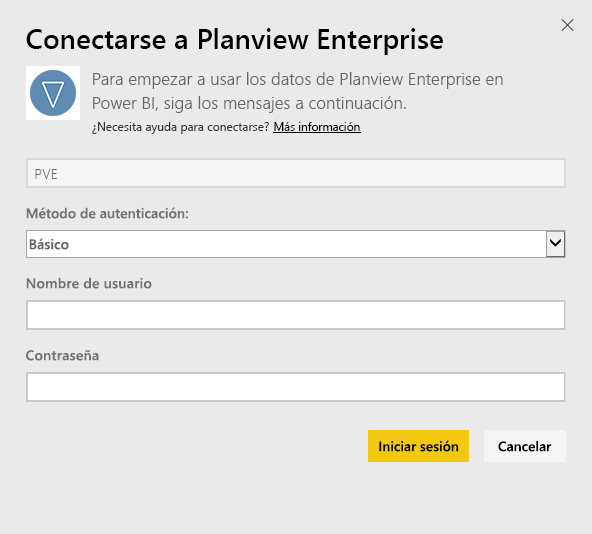 Conectarse a Planview Enterprise
Para empezar a usar los datos de Planview Enterprise en
Power BI, siga los mensajes a continuación.
¿Necesita ayuda para conectarse? Más información
PVE
Método de autenticación:
Básico
Nombre de usuario
Contraseña
Iniciar sesión
Cancelar